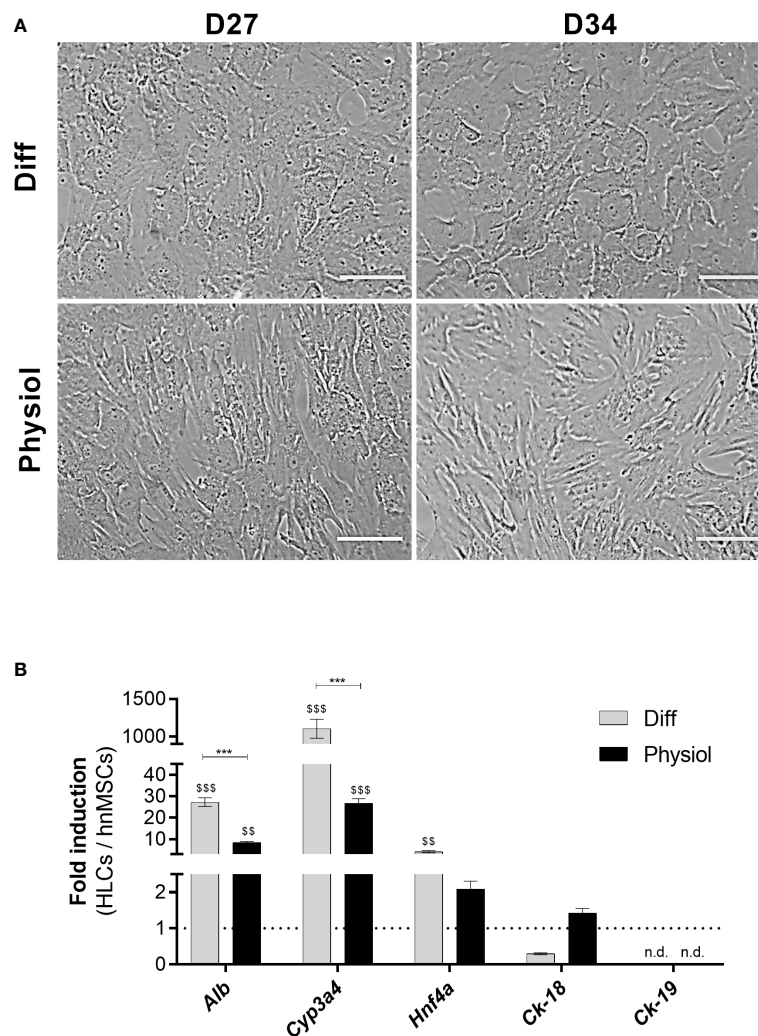 A
D27
D34
Diff
Physiol
B
Fold induction
(HLCs / hnMSCs)
1500
1000
40
30
20
10
2
1
0
$$$
***
$$
$$$
***
$$$
$$
n.d.
n.d.
Diff
Physiol
Alb
Cyp3a4
Hnf4a
Ck-18
Ck-19